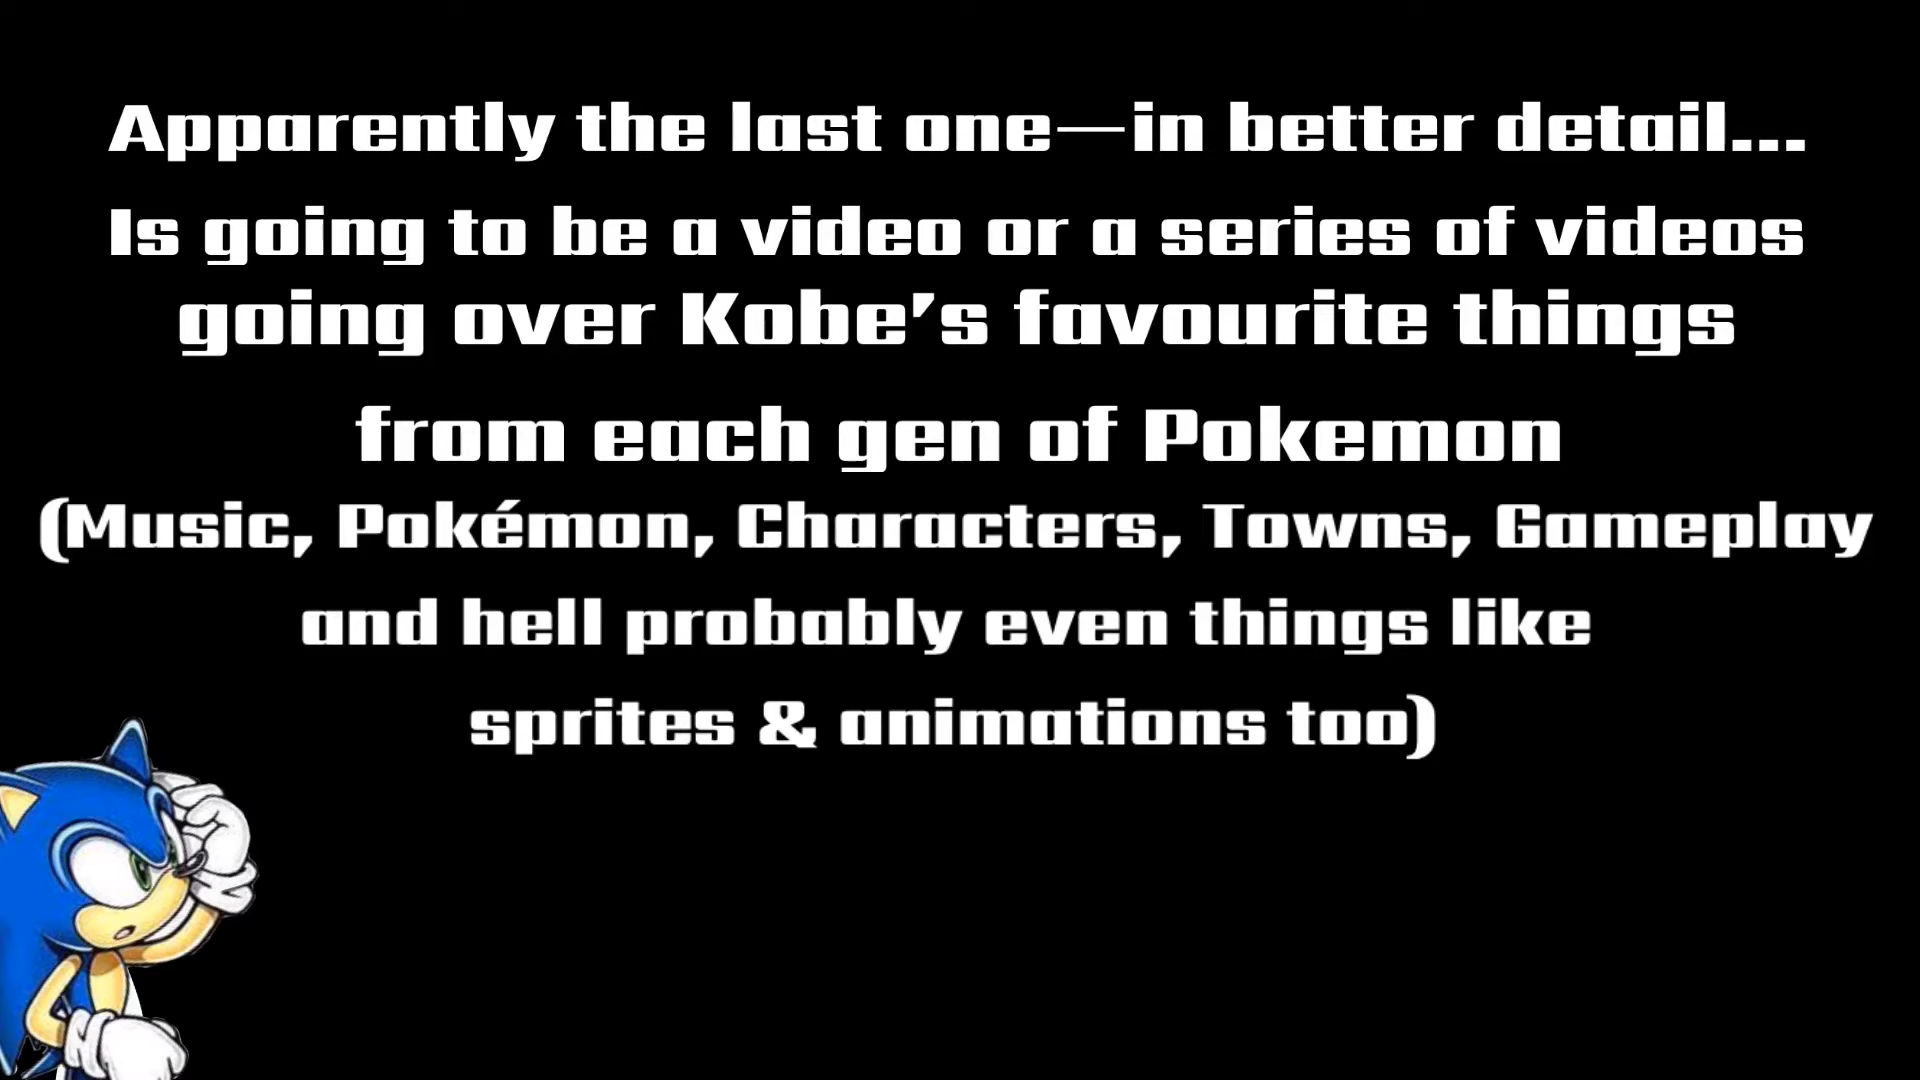 Apparently the last one—in better detail...
Is going to be a video or a series of videos
going over Kobe's favourite things
from each gen of Pokemon
(Music, Pokémon, Characters, Towns, Gameplay
and hell probably even things like
sprites & animations too)